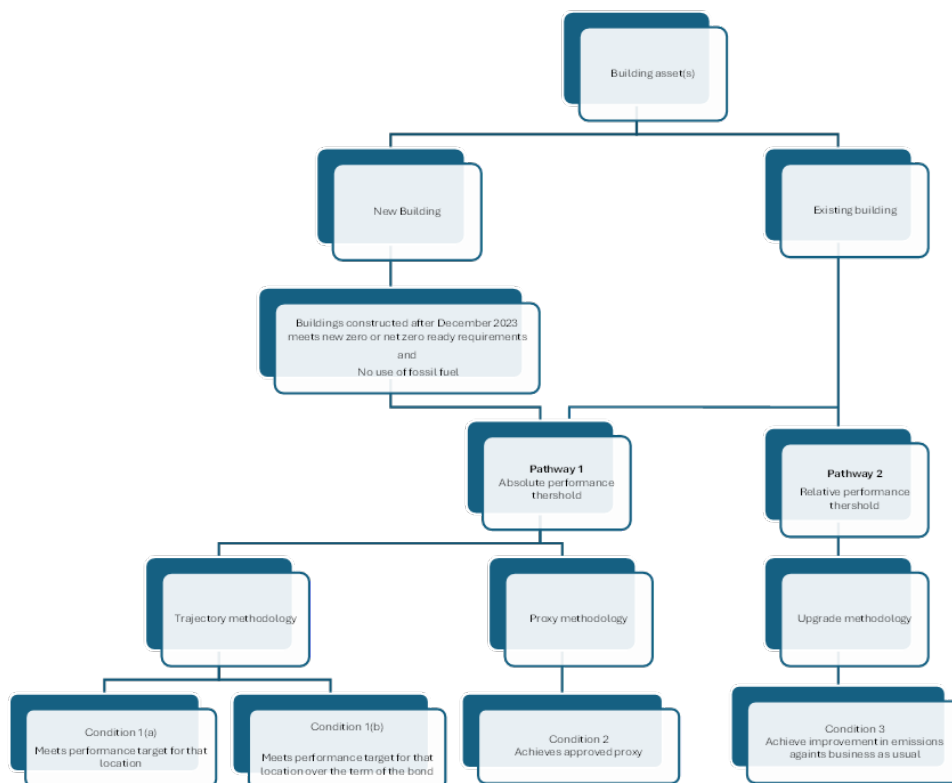 Building asset(s)
New Building
Existing building
Buildings constructed after December 2023
meets new zero or net zero ready requirements
and
No use of fossil fuel
Pathway 1
Absolute performance
thershold
Pathway 2
Relative performance
thershold
Trajectory methodology
Proxy methodology
Upgrade methodology
Condition 1(a)
Meets performance target for that
location
Condition 1(b)
Meets performance target for that
location over the term of the bond
Condition 2
Achieves approved proxy
Condition 3
Achieve improvement in emissions
againts business as usual